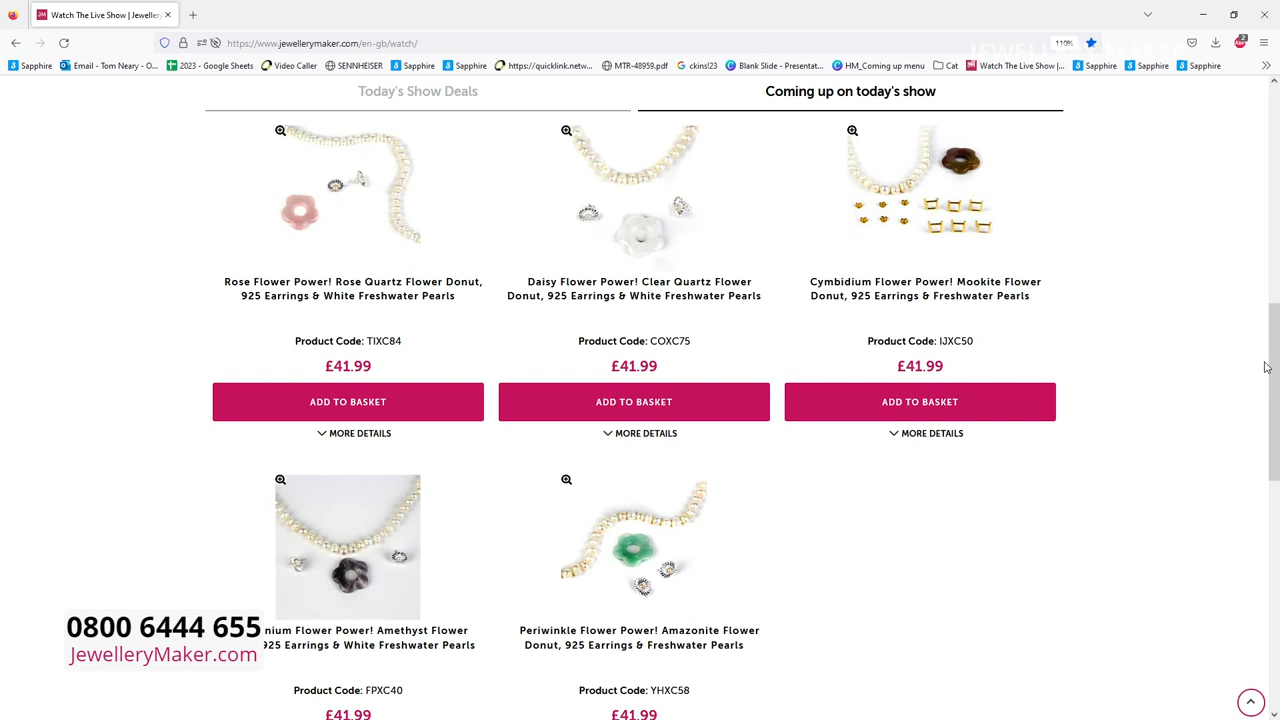 Watch The Live Show | Jeweller
https://www.jewellerymaker.com/en-gb/watch/
110%
2
JEWELLERY MAKER
Sapphire
Email - Tom Neary - O...
2023 - Google Sheets
Video Caller
SENNHEISER
Sapphire
Sapphire
https://quicklink.netw...
MTR-48959.pdf
ckins!23
Blank Slide - Presentat...
HM_Coming up menu
Cat
Watch The Live Show |...
Sapphire
Sapphire
Sapphire
Today's Show Deals
Coming up on today's show
Rose Flower Power! Rose Quartz Flower Donut,
925 Earrings & White Freshwater Pearls
Product Code: TIXC84
£41.99
ADD TO BASKET
MORE DETAILS
Daisy Flower Power! Clear Quartz Flower
Donut, 925 Earrings & White Freshwater Pearls
Product Code: COXC75
£41.99
ADD TO BASKET
MORE DETAILS
Cymbidium Flower Power! Mookite Flower
Donut, 925 Earrings & Freshwater Pearls
Product Code: IJXC50
£41.99
ADD TO BASKET
MORE DETAILS
nium Flower Power! Amethyst Flower
925 Earrings & White Freshwater Pearls
Product Code: FPXC40
£41.99
Periwinkle Flower Power! Amazonite Flower
Donut, 925 Earrings & Freshwater Pearls
Product Code: YHXC58
£41.99
0800 6444 655
JewelleryMaker.com